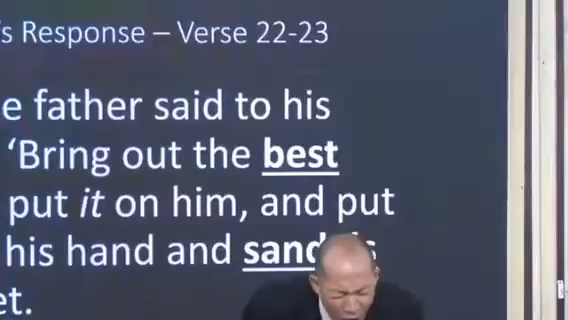 's Response – Verse 22-23
e father said to his
'Bring out the best
put it on him, and put
his hand and
et.